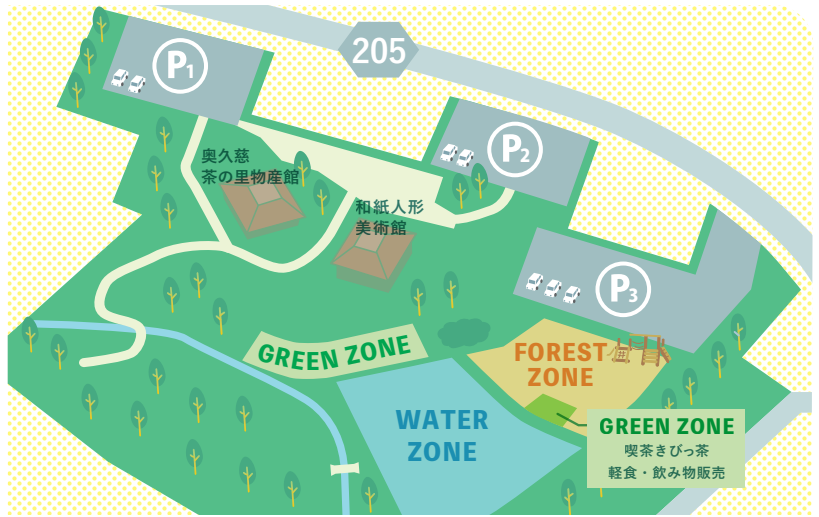 205
P1
P2
奥久慈
茶の里物産館
和紙人形
美術館
P3
GREEN ZONE
FOREST
ZONE
WATER
ZONE
GREEN ZONE
喫茶きびっ茶
軽食・飲み物販売